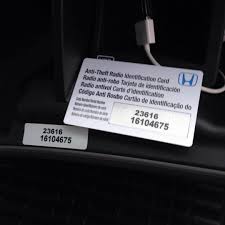 Anti-Theft Radio Identification Card
Radio anti-robo Tarjeta de Identificación
Radio antivol Carte d'identification
Código Anti Roubo Cartão de Identificação do
23616
16104675
23616
16104675